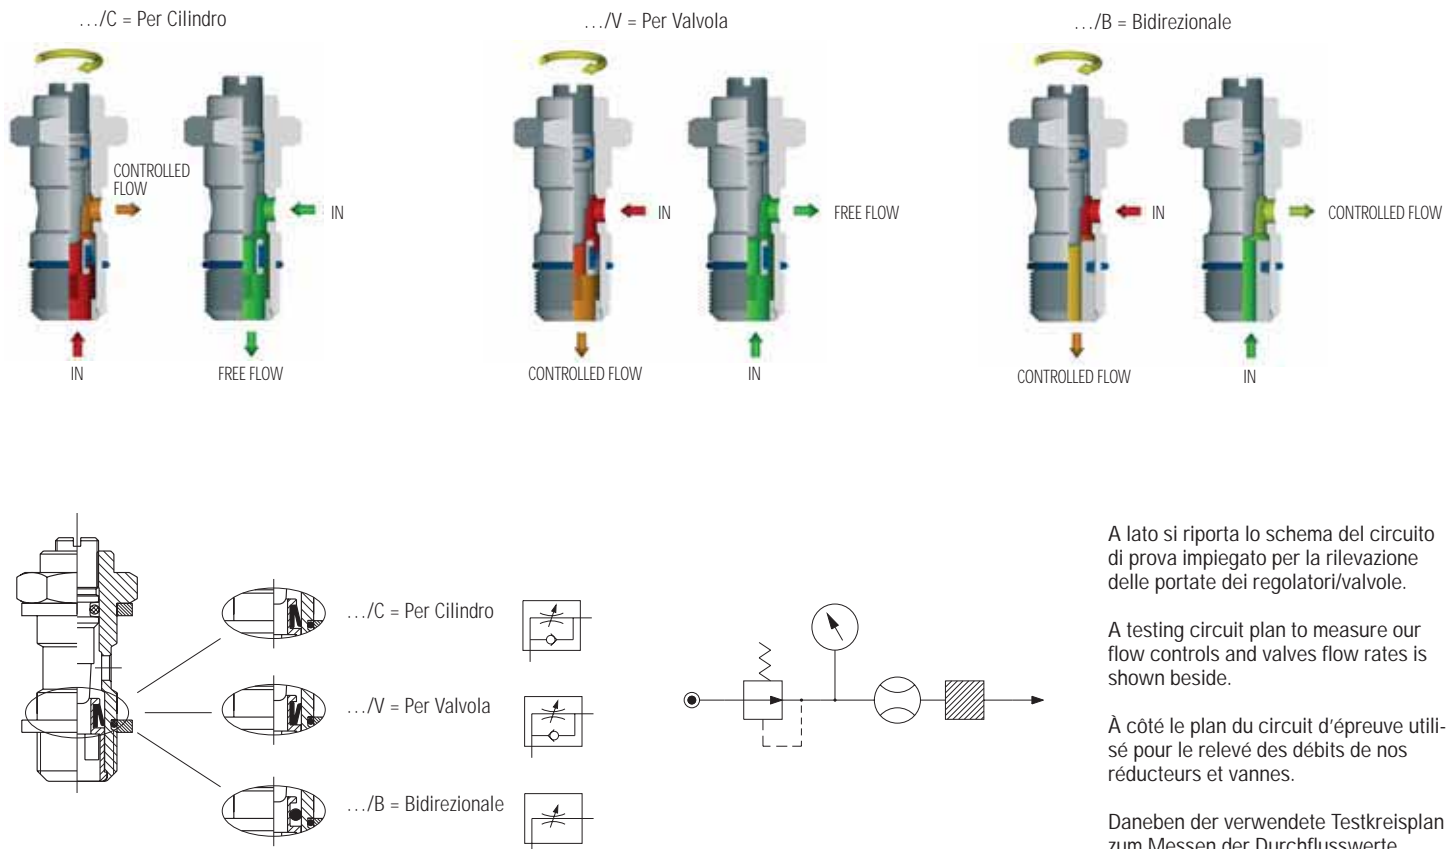 …/C = Per Cilindro
…/V = Per Valvola
…/B = Bidirezionale
CONTROLLED
FLOW
IN
IN
FREE FLOW
IN
FREE FLOW
CONTROLLED FLOW
IN
IN
CONTROLLED FLOW
CONTROLLED FLOW
IN
…/C = Per Cilindro
…/V = Per Valvola
…/B = Bidirezionale
A lato si riporta lo schema del circuito
di prova impiegato per la rilevazione
delle portate dei regolatori/valvole.
A testing circuit plan to measure our
flow controls and valves flow rates is
shown beside.
À côté le plan du circuit d'épreuve utili-
sé pour le relevé des débits de nos
réducteurs et vannes.
Daneben der verwendete Testkreisplan
zum Messen der Durchflusswerte